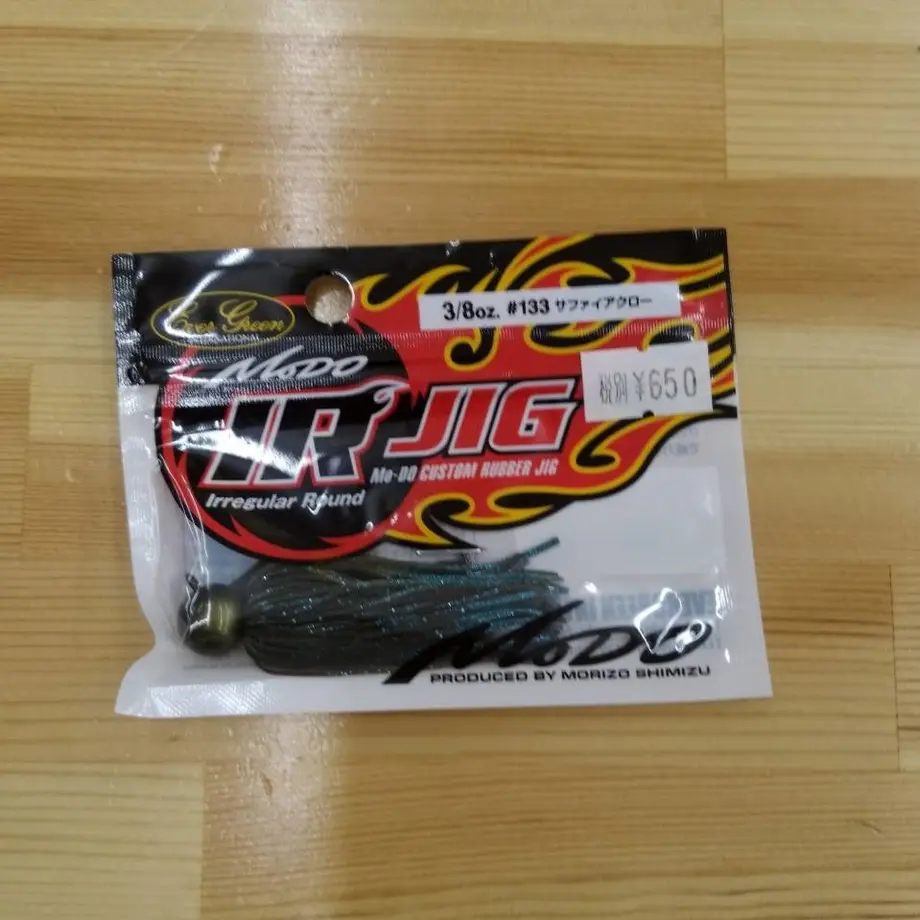 Ever Green
INTERNATIONAL
3/8oz. #133 サファイアクロー
MoDO
IR JIG
税別 ¥650
Mo-DO CUSTOM RUBBER JIG
Irregular Round
MoDO
PRODUCED BY MORIZO SHIMIZU